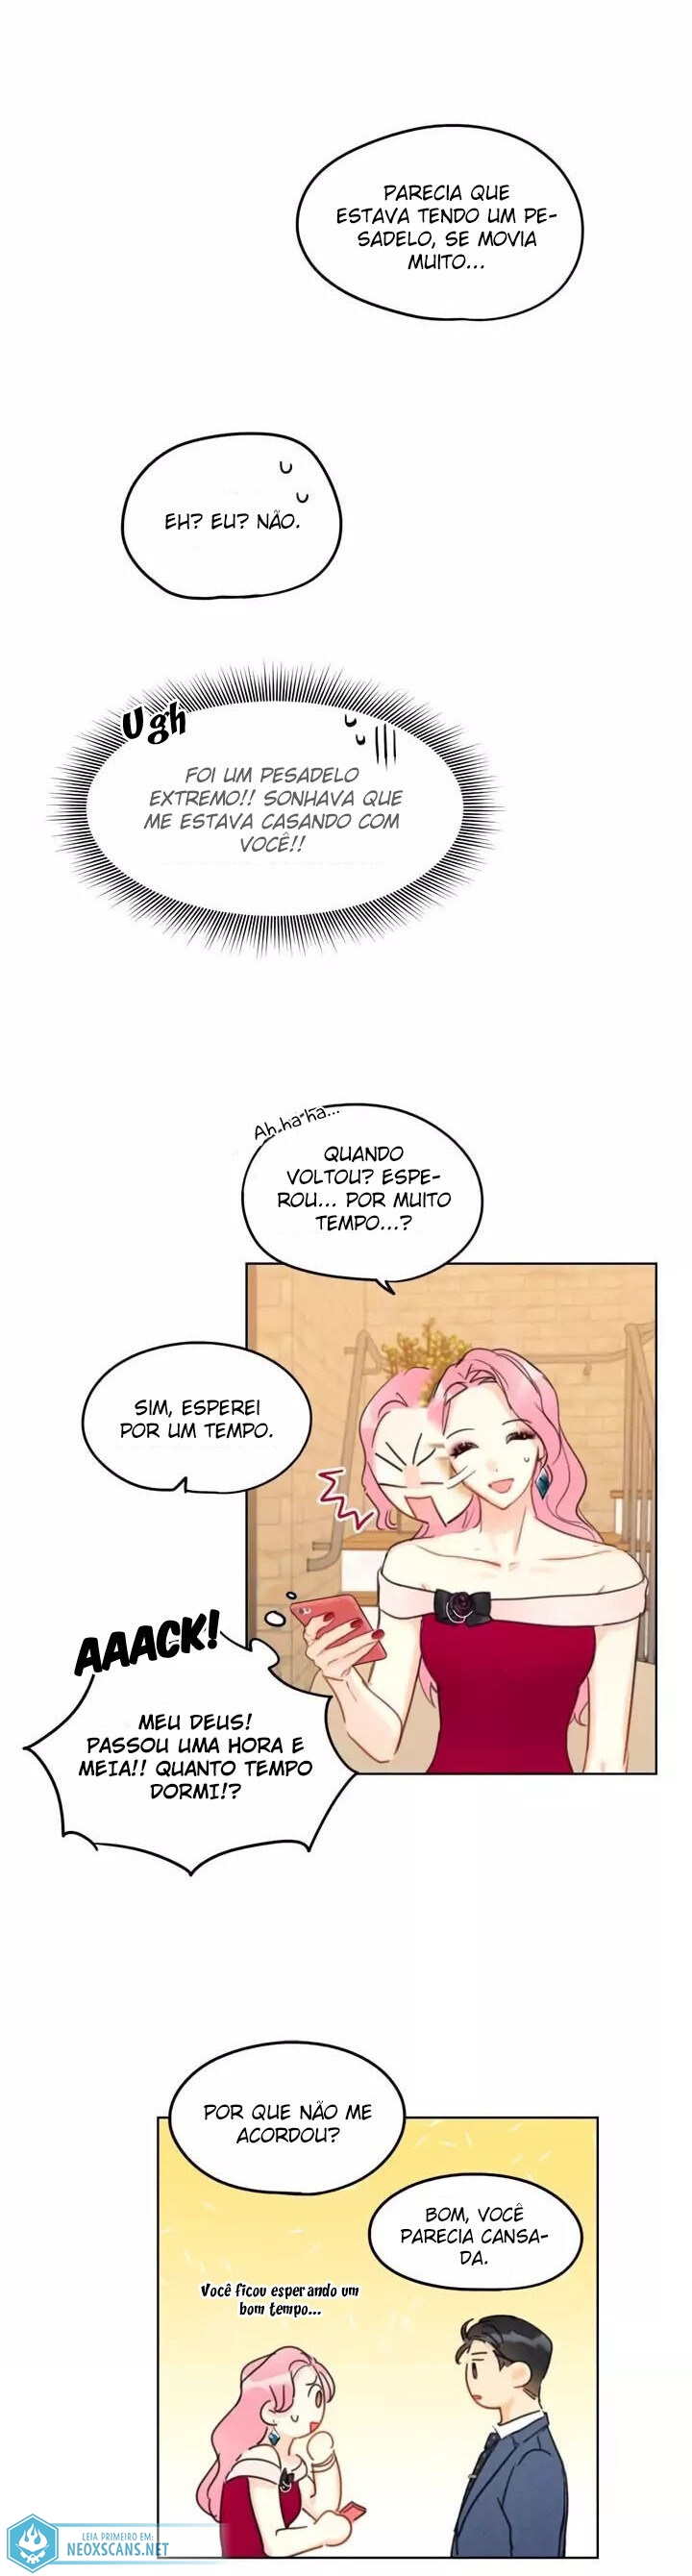 PARECIA QUE
ESTAVA TENDO UM PE-
SADELO, SE MOVIA
MUITO...
EH? EU? NÃO.
Ugh
FOI UM PESADELO
EXTREMO!! SONHAVA QUE
ME ESTAVA CASANDO COM
VOCÊ!!
Ah-ha-ha...
QUANDO
VOLTOU? ESPE-
ROU... POR MUITO
TEMPO...?
SIM, ESPEREI
POR UM TEMPO.
AAACK!
MEU DEUS!
PASSOU UMA HORA E
MEIA!! QUANTO TEMPO
DORMI!?
POR QUE NÃO ME
ACORDOU?
BOM, VOCÊ
PARECIA CANSA-
DA.
Você ficou esperando um
bom tempo...
LEIA PRIMEIRO EM:
NEOXSCANS.NET